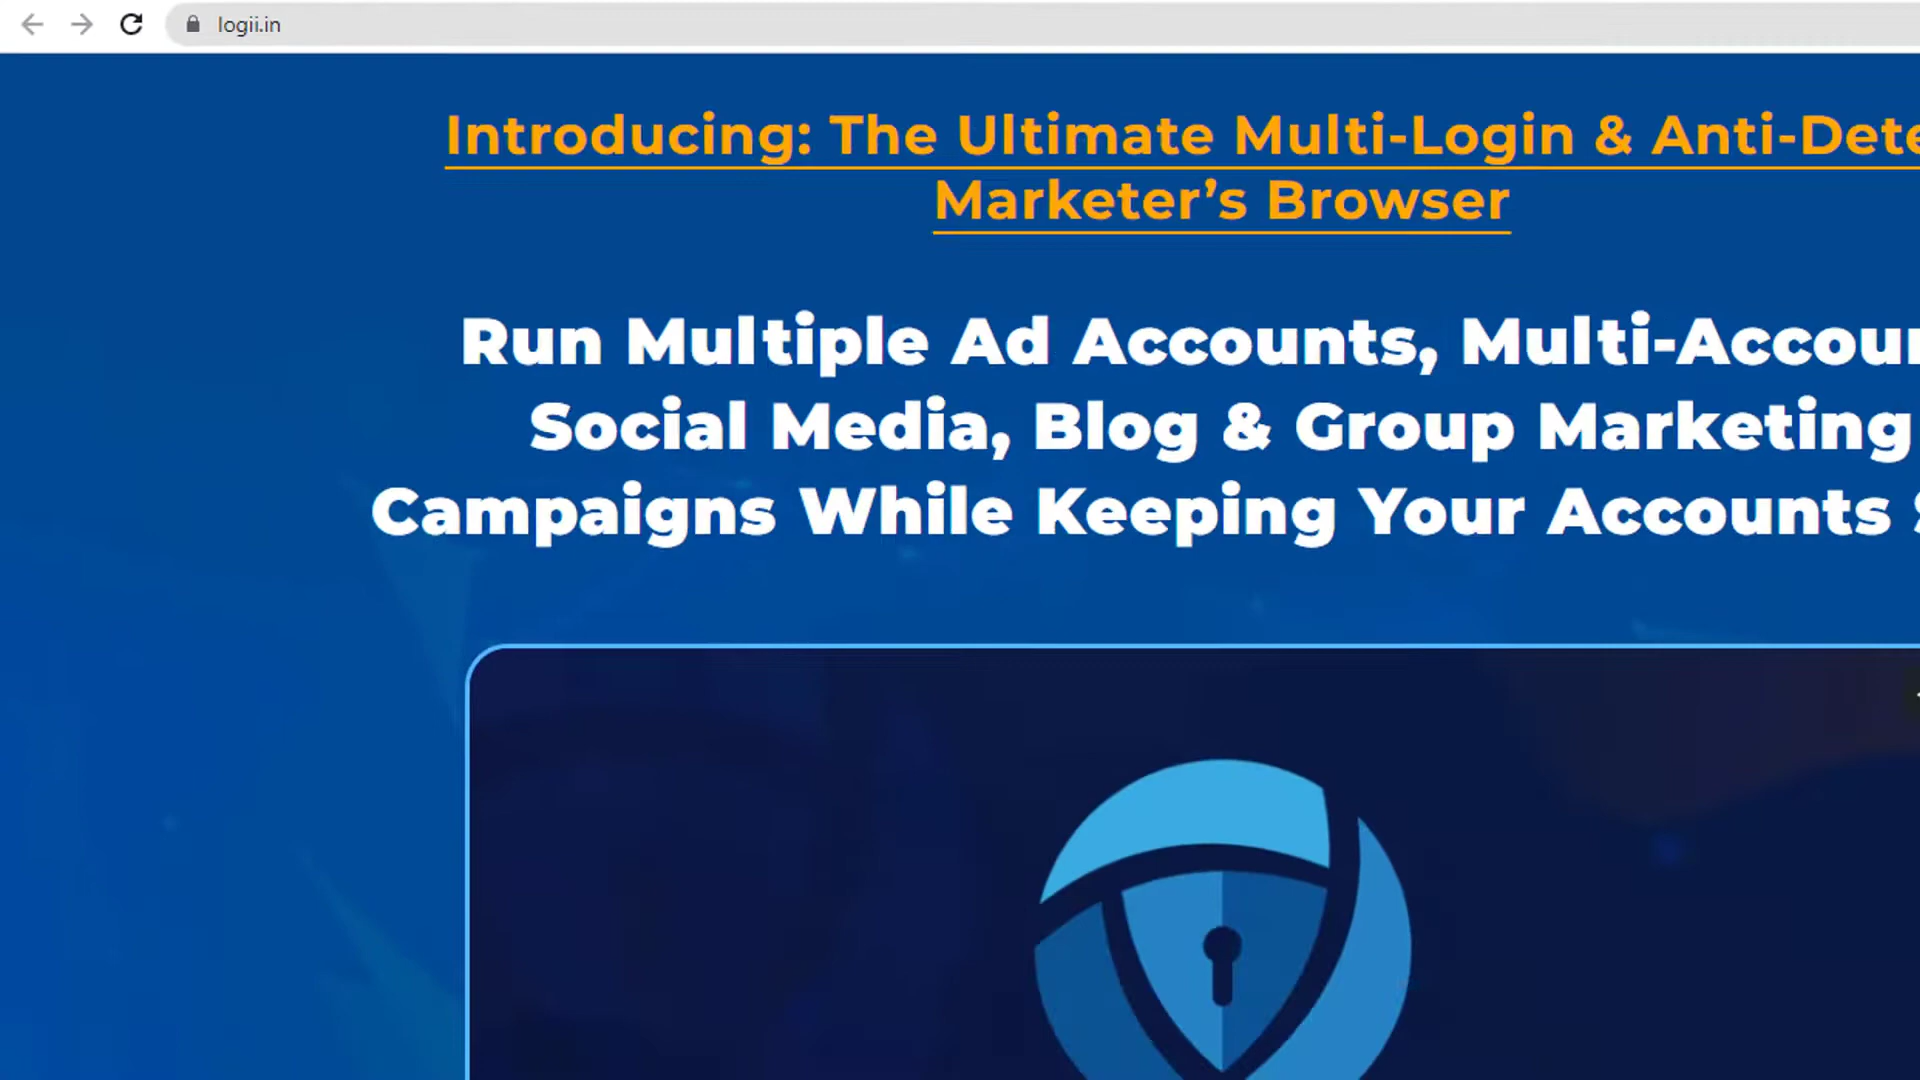 logii.in
Introducing: The Ultimate Multi-Login & Anti-Dete
Marketer’s Browser
Run Multiple Ad Accounts, Multi-Accoun
Social Media, Blog & Group Marketing
Campaigns While Keeping Your Accounts S